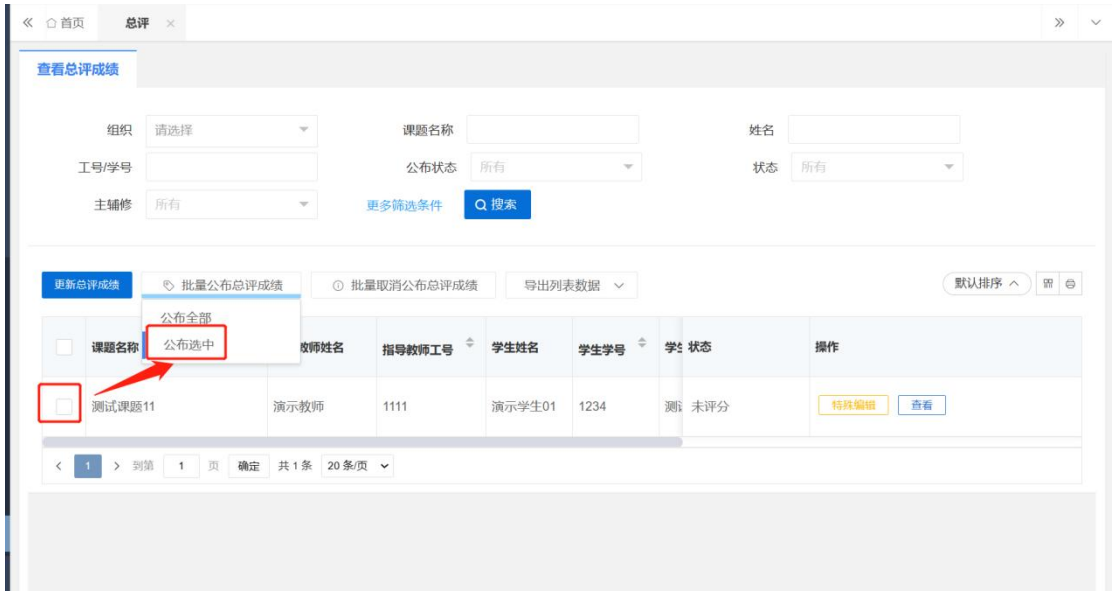 首页 总评
查看总评成绩
组织 请选择 课题名称 姓名
工号/学号 公布状态 所有 状态 所有
主辅修 所有 更多筛选条件 搜索
更新总评成绩 批量公布总评成绩 批量取消公布总评成绩 导出列表数据 默认排序
公布全部
公布选中
课题名称 教师姓名 指导教师工号 学生姓名 学生学号 学生 状态 操作
测试课题11 演示教师 1111 演示学生01 1234 测试 未评分 特殊编辑 查看
1 到第 1 页 确定 共 1 条 20 条/页